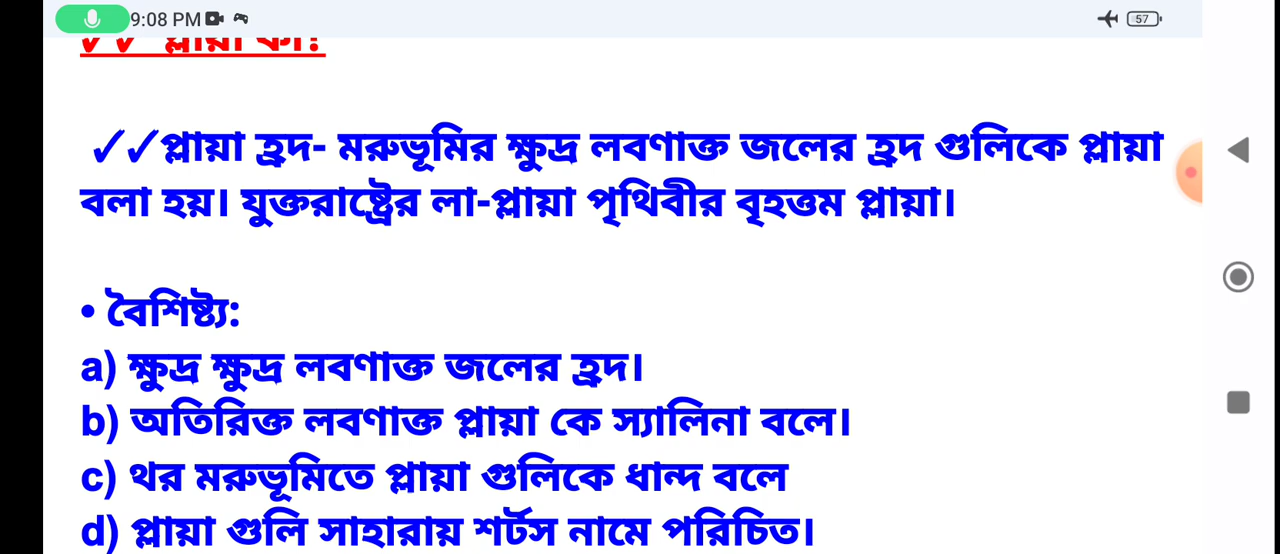 9:08 PM
57
✓✓ প্লায়া কী?
✓✓প্লায়া হ্রদ- মরুভূমির ক্ষুদ্র লবণাক্ত জলের হ্রদ গুলিকে প্লায়া
বলা হয়। যুক্তরাষ্ট্রের লা-প্লায়া পৃথিবীর বৃহত্তম প্লায়া।
• বৈশিষ্ট্য:
a) ক্ষুদ্র ক্ষুদ্র লবণাক্ত জলের হ্রদ।
b) অতিরিক্ত লবণাক্ত প্লায়া কে স্যালিনা বলে।
c) থর মরুভূমিতে প্লায়া গুলিকে ধান্দ বলে
d) প্লায়া গুলি সাহারায় শর্টস নামে পরিচিত।